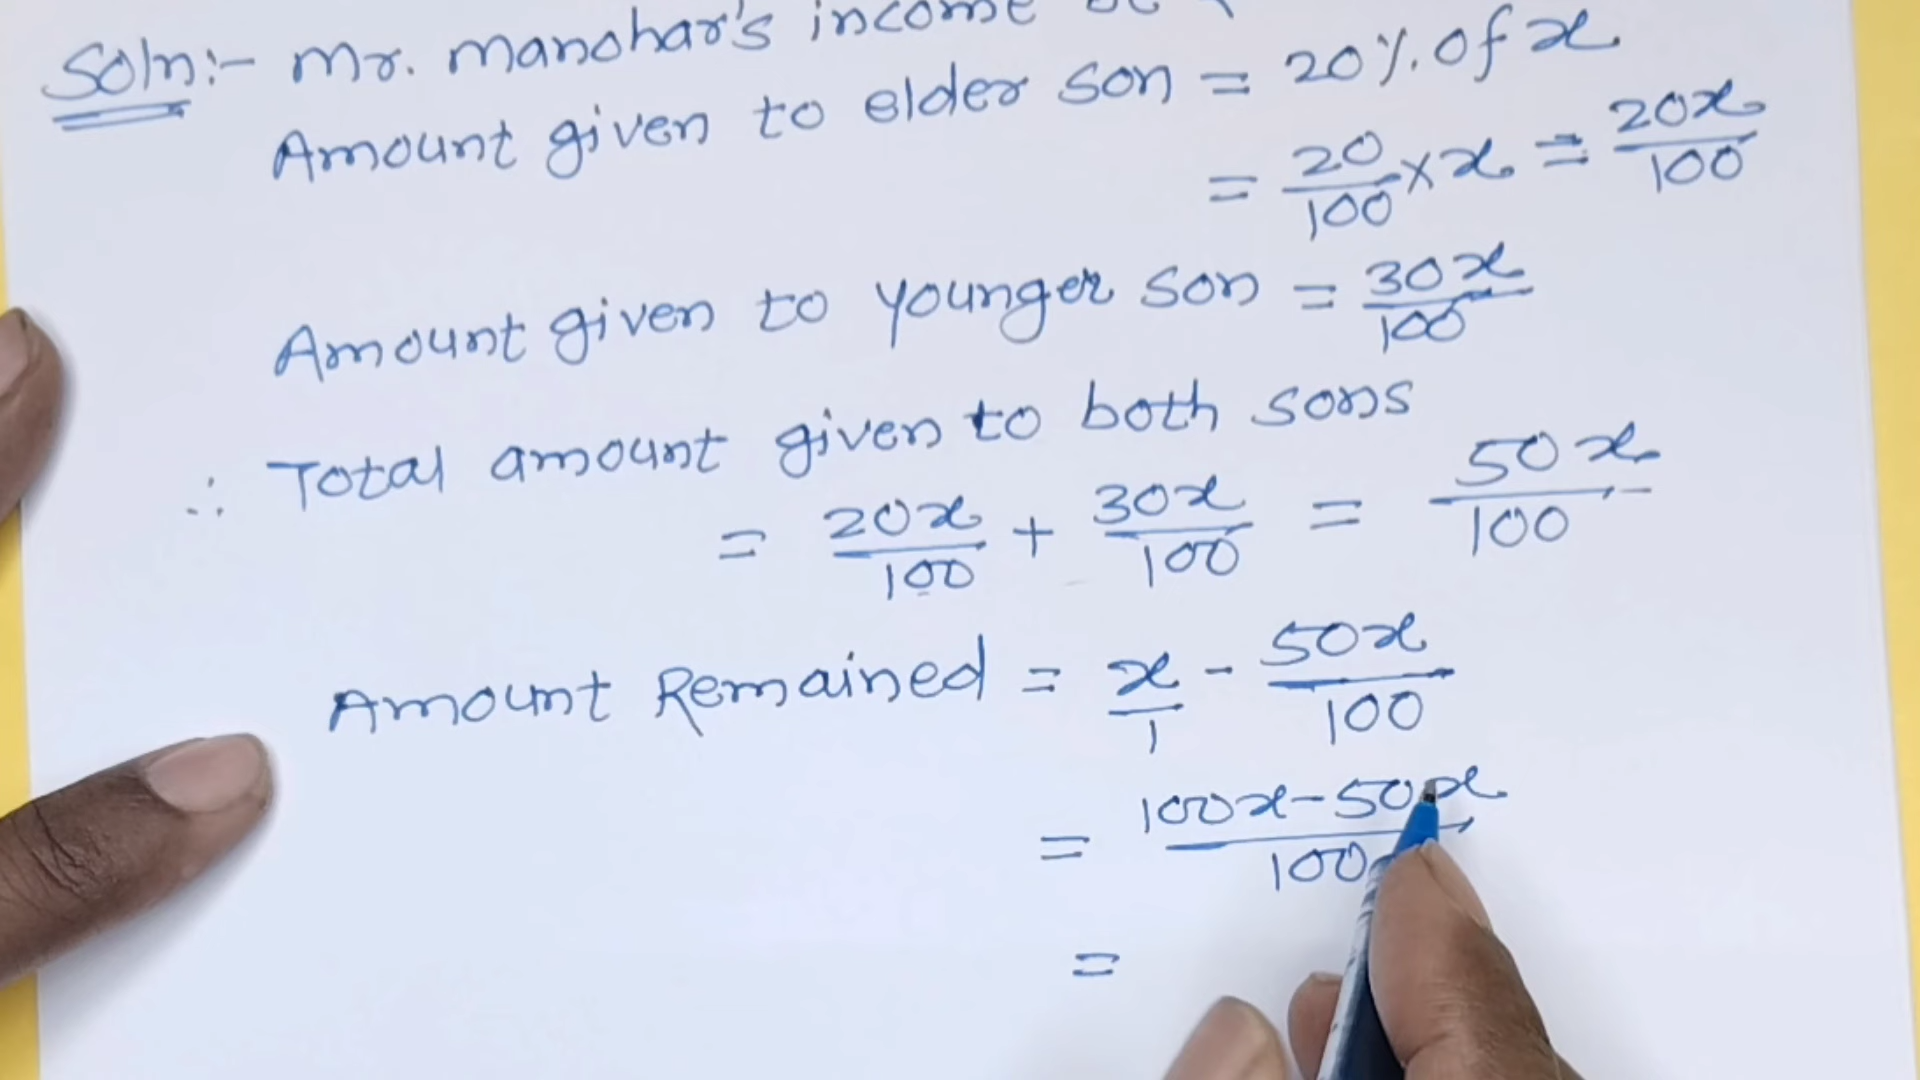 Soln:- Mr. Manohar's income be
Amount given to elder son = 20% of x
= 20/100 × x = 20x/100
Amount given to younger son = 30x/100
∴ Total amount given to both sons
= 20x/100 + 30x/100 = 50x/100
Amount Remained = x/1 - 50x/100
= 100x-50x/100
=